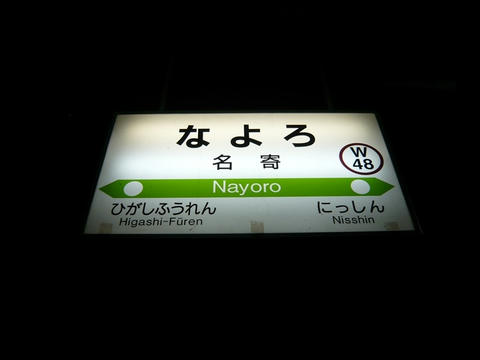 なよろ
名寄
W
48
Nayoro
ひがしふうれん
Higashi-Fūren
にっしん
Nisshin